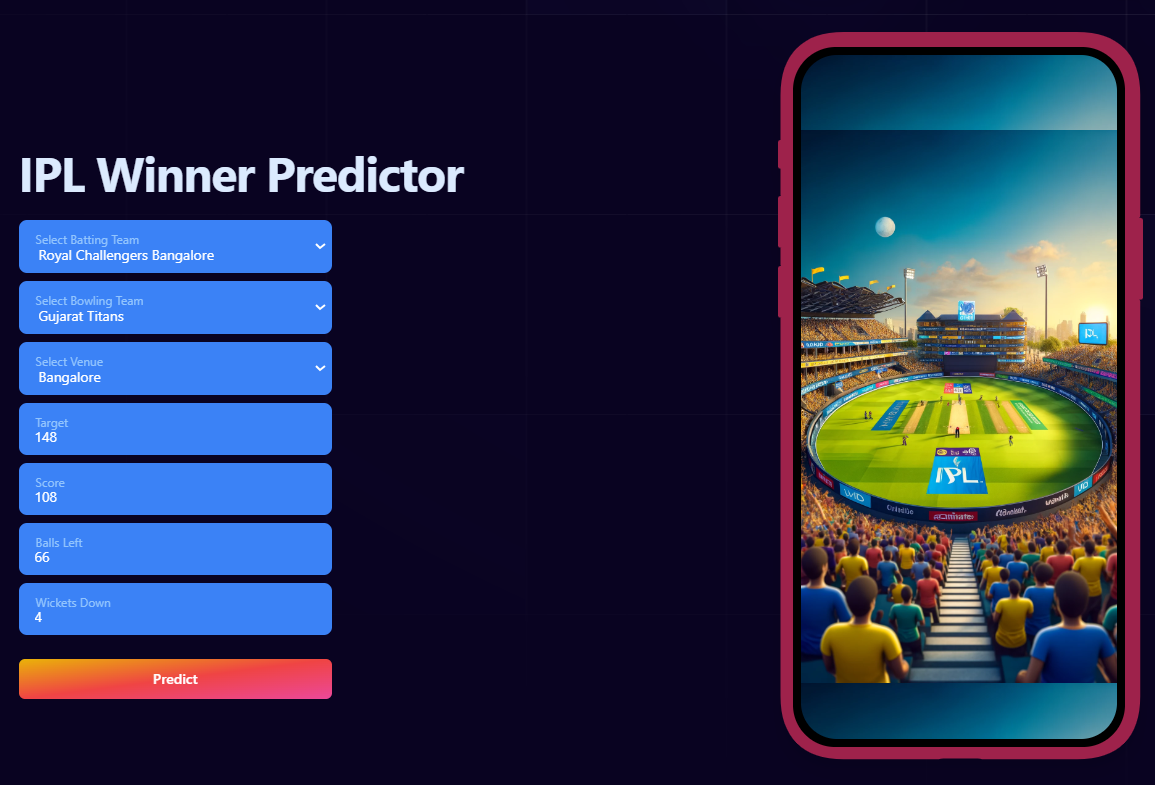 IPL Winner Predictor
Select Batting Team
Royal Challengers Bangalore
Select Bowling Team
Gujarat Titans
Select Venue
Bangalore
Target
148
Score
108
Balls Left
66
Wickets Down
4
Predict
IPL